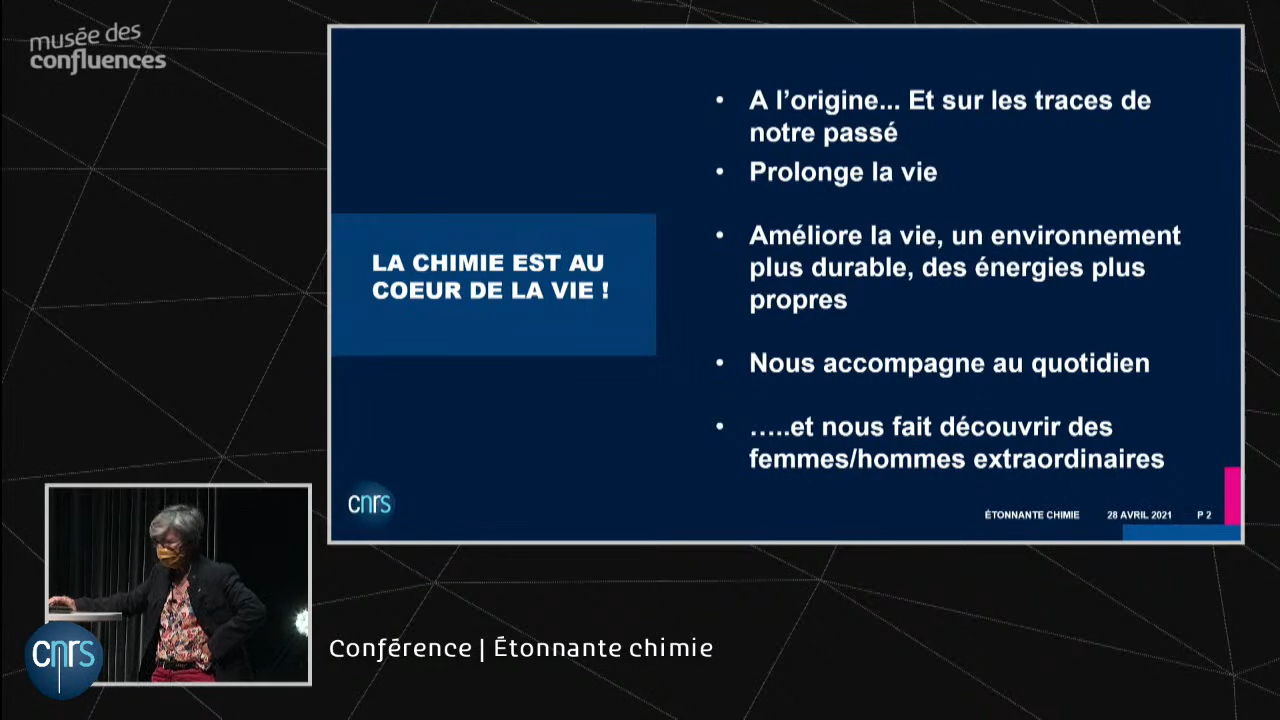 musée des
confluences
LA CHIMIE EST AU
COEUR DE LA VIE !
• A l'origine... Et sur les traces de
notre passé
• Prolonge la vie
• Améliore la vie, un environnement
plus durable, des énergies plus
propres
• Nous accompagne au quotidien
• …..et nous fait découvrir des
femmes/hommes extraordinaires
cnrs
ÉTONNANTE CHIMIE 28 AVRIL 2021 P 2
cnrs
Conférence | Étonnante chimie